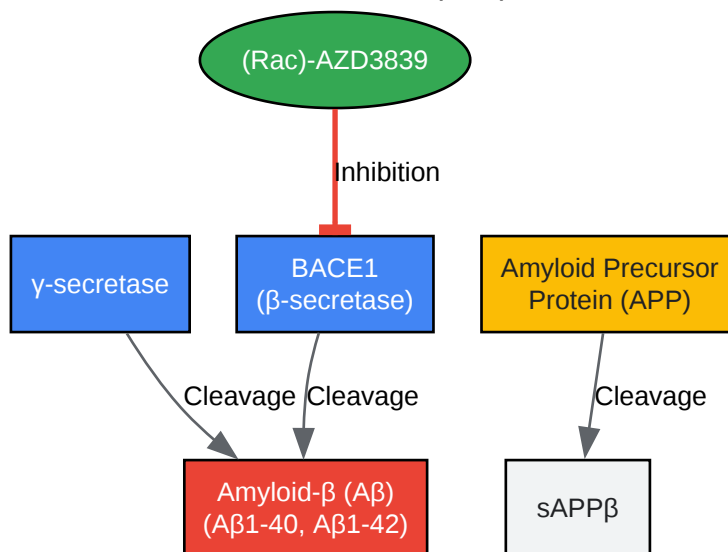 (Rac)-AZD3839
Inhibition
γ-secretase
BACE1
(β-secretase)
Amyloid Precursor
Protein (APP)
Cleavage
Cleavage
Cleavage
Amyloid-β (Aβ)
(Aβ1-40, Aβ1-42)
sAPPβ